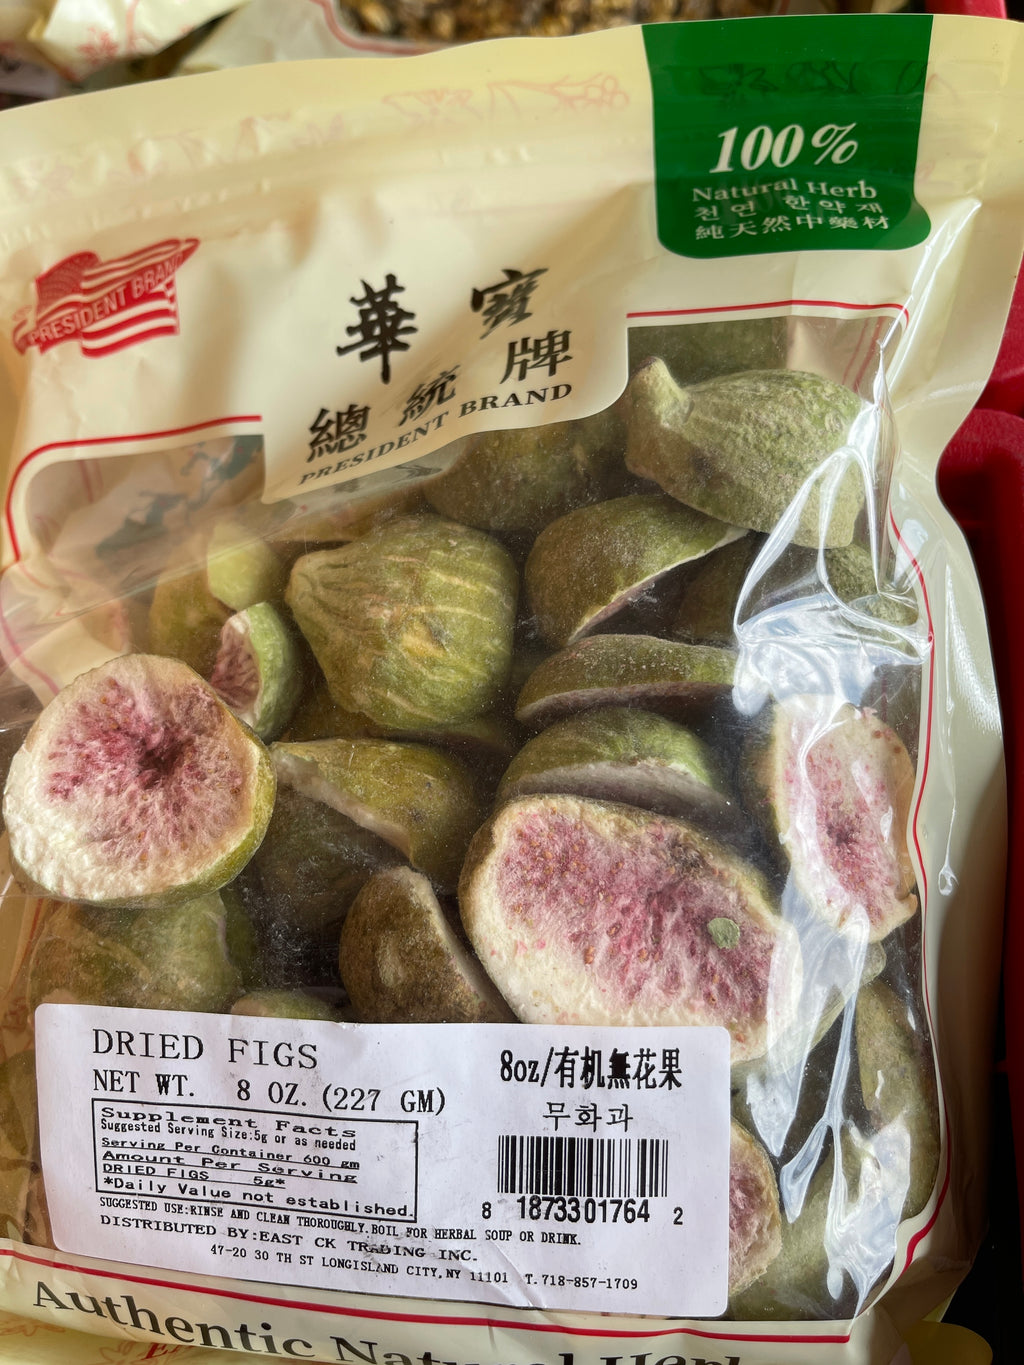 100%
Natural Herb
천연 한약재
純天然中藥材
PRESIDENT BRAND
華寶
總統牌
PRESIDENT BRAND
DRIED FIGS
NET WT. 8 OZ. (227 GM)
Supplement Facts
Suggested Serving Size:5g or as needed
Serving Per Container 600 gm
Amount Per Serving
DRIED FIGS 5g*
*Daily Value not established.
8oz/有机無花果
무화과
8 1873301764 2
SUGGESTED USE:RINSE AND CLEAN THOROUGHLY.BOIL FOR HERBAL SOUP OR DRINK.
DISTRIBUTED BY:EAST CK TRADING INC.
47-20 30 TH ST LONGISLAND CITY,NY 11101 T.718-857-1709
Authentic Natural Herb